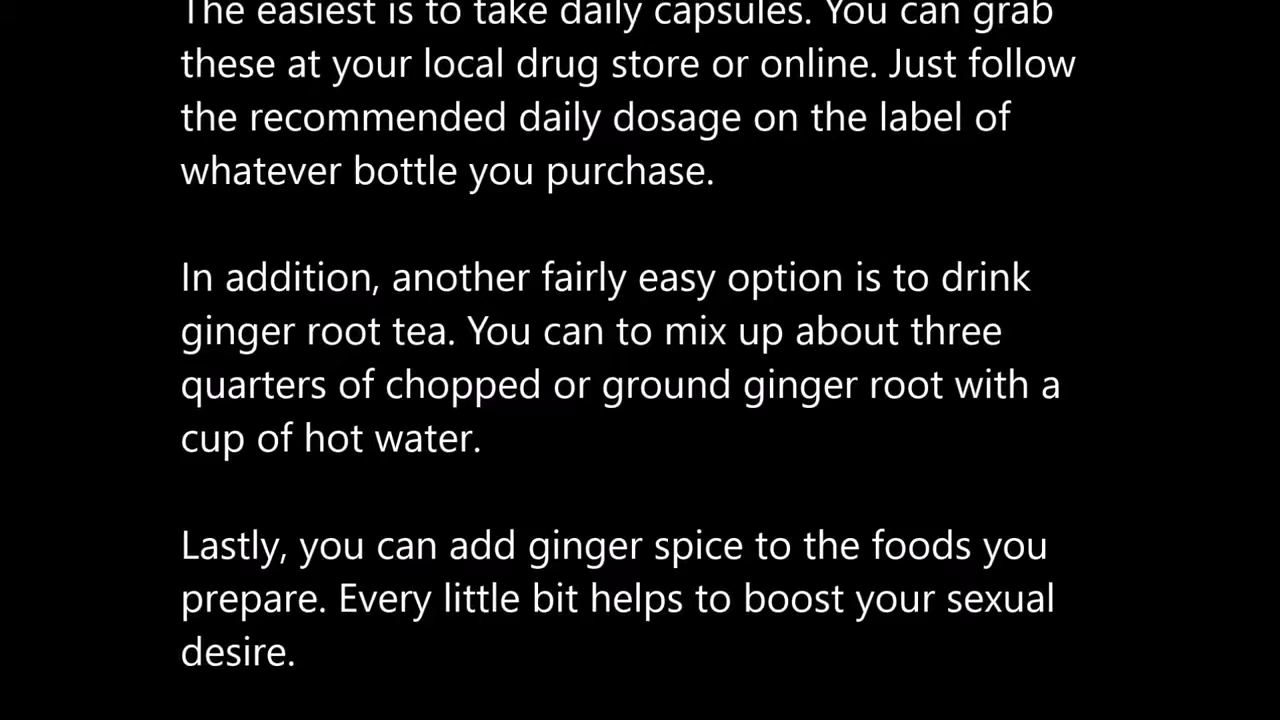 The easiest is to take daily capsules. You can grab
these at your local drug store or online. Just follow
the recommended daily dosage on the label of
whatever bottle you purchase.
In addition, another fairly easy option is to drink
ginger root tea. You can to mix up about three
quarters of chopped or ground ginger root with a
cup of hot water.
Lastly, you can add ginger spice to the foods you
prepare. Every little bit helps to boost your sexual
desire.